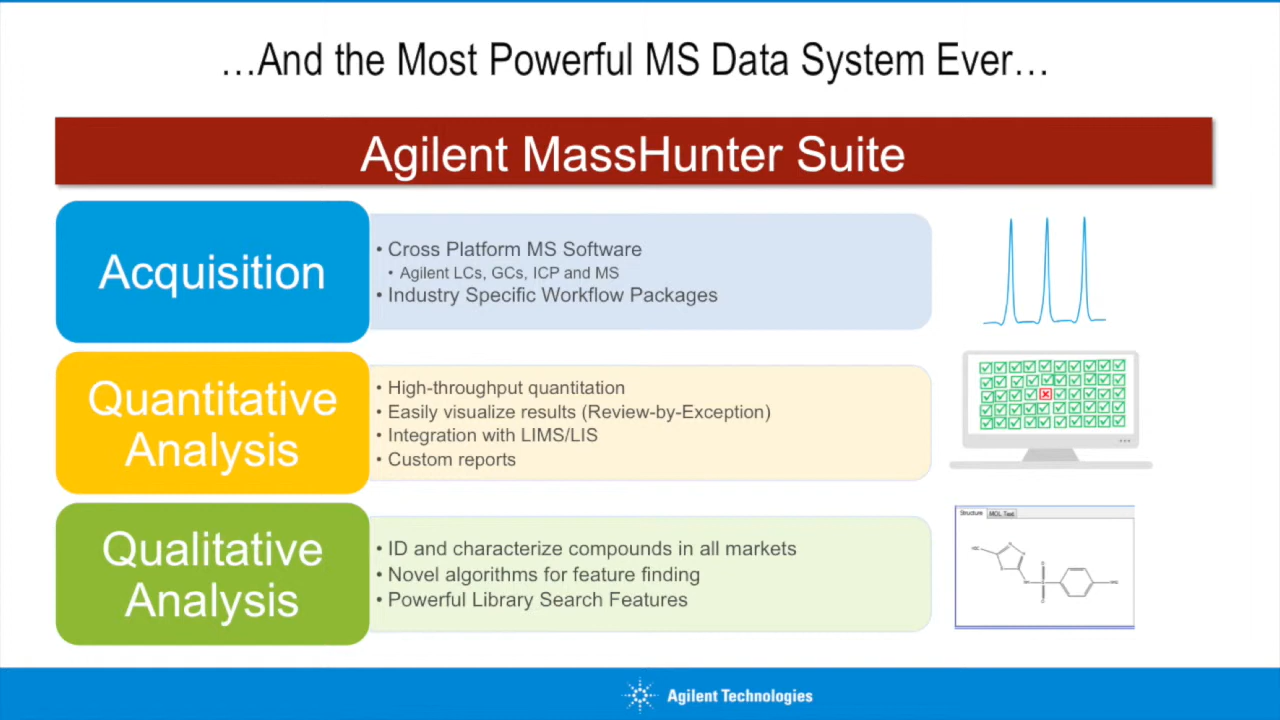 …And the Most Powerful MS Data System Ever…
Agilent MassHunter Suite
Acquisition
• Cross Platform MS Software
• Agilent LCs, GCs, ICP and MS
• Industry Specific Workflow Packages
Quantitative
Analysis
• High-throughput quantitation
• Easily visualize results (Review-by-Exception)
• Integration with LIMS/LIS
• Custom reports
Qualitative
Analysis
• ID and characterize compounds in all markets
• Novel algorithms for feature finding
• Powerful Library Search Features
Structure
MOL Text
Agilent Technologies